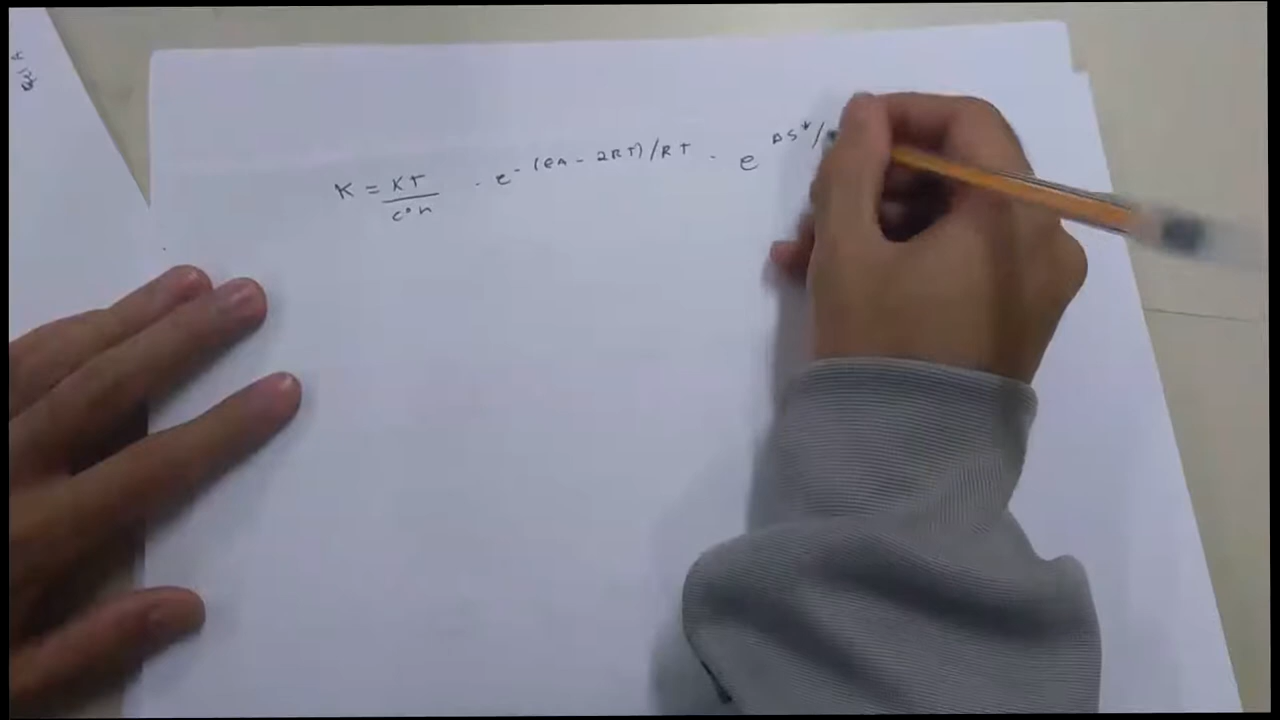 K = KT/c°h · e^-(EA - 2RT)/RT · e^ΔS*/